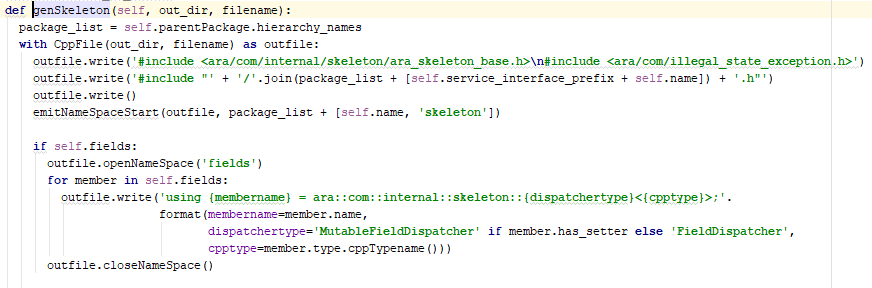 def genSkeleton(self, out_dir, filename):
  package_list = self.parentPackage.hierarchy_names
  with CppFile(out_dir, filename) as outfile:
    outfile.write('#include <ara/com/internal/skeleton/ara_skeleton_base.h>\n#include <ara/com/illegal_state_exception.h>')
    outfile.write('#include "' + '/'.join(package_list + [self.service_interface_prefix + self.name]) + '.h"')
    outfile.write()
    emitNameSpaceStart(outfile, package_list + [self.name, 'skeleton'])

    if self.fields:
      outfile.openNameSpace('fields')
      for member in self.fields:
        outfile.write('using {membername} = ara::com::internal::skeleton::{dispatchertype}<{cpptype}>;'.
                      format(membername=member.name,
                             dispatchertype='MutableFieldDispatcher' if member.has_setter else 'FieldDispatcher',
                             cpptype=member.type.cppTypename()))
      outfile.closeNameSpace()